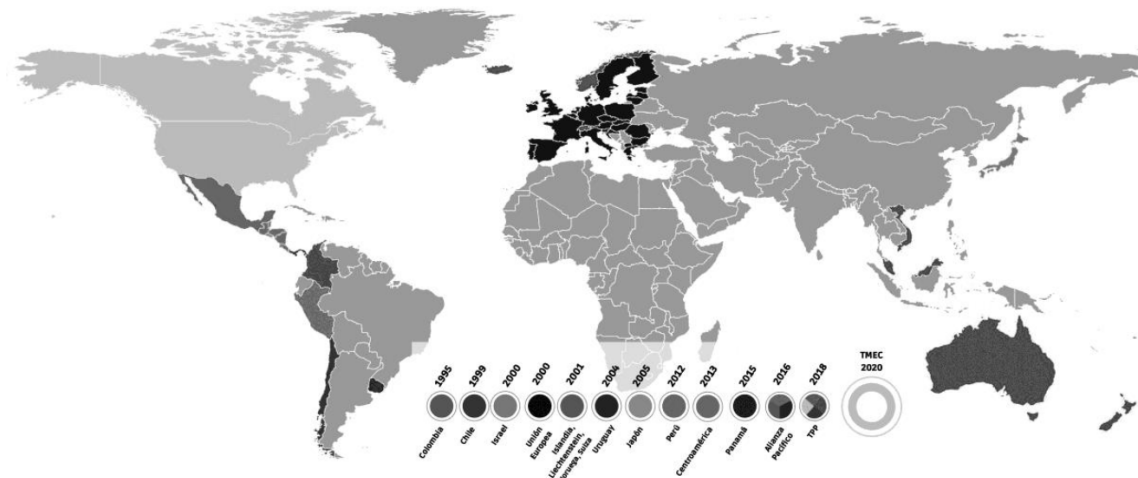 1995
1999
2000
2000
2001
2004
2005
2012
2013
2015
2016
2018
TMEC
2020
Colombia
Chile
Israel
Unión
Europea
Islandia,
Liechtenstein,
Noruega, Suiza
Uruguay
Japón
Perú
Centroamérica
Panamá
Alianza
Pacífico
TPP